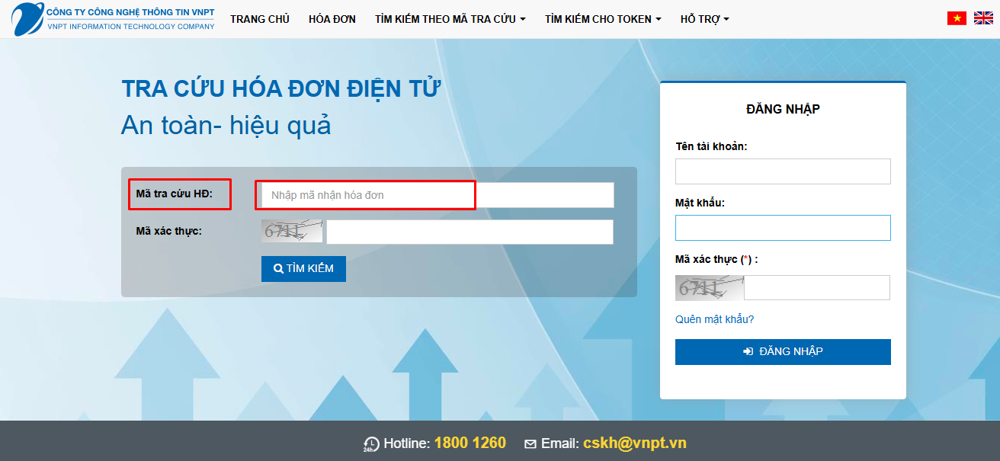 CÔNG TY CÔNG NGHỆ THÔNG TIN VNPT
VNPT INFORMATION TECHNOLOGY COMPANY
TRANG CHỦ HÓA ĐƠN TÌM KIẾM THEO MÃ TRA CỨU TÌM KIẾM CHO TOKEN HỖ TRỢ
TRA CỨU HÓA ĐƠN ĐIỆN TỬ
An toàn- hiệu quả
Mã tra cứu HĐ: Nhập mã nhận hóa đơn
Mã xác thực: 6711
TÌM KIẾM
ĐĂNG NHẬP
Tên tài khoản:
Mật khẩu:
Mã xác thực (*) :
6711
Quên mật khẩu?
ĐĂNG NHẬP
24h Hotline: 1800 1260 Email: cskh@vnpt.vn